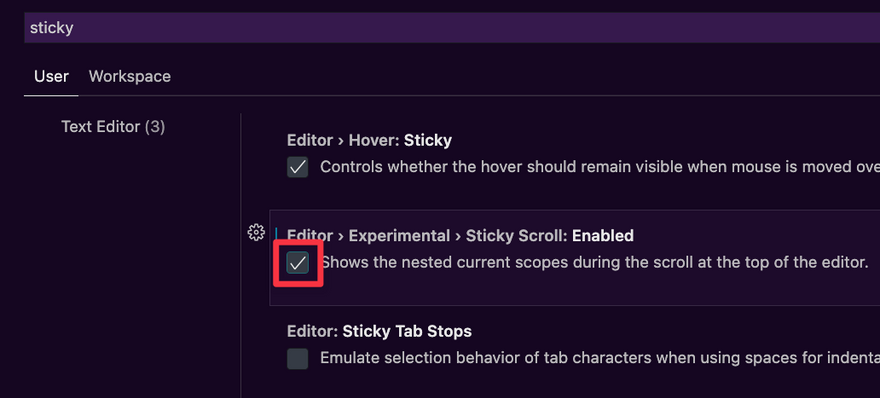 sticky
User Workspace
Text Editor (3)
Editor › Hover: Sticky
Controls whether the hover should remain visible when mouse is moved ove
Editor › Experimental › Sticky Scroll: Enabled
Shows the nested current scopes during the scroll at the top of the editor.
Editor: Sticky Tab Stops
Emulate selection behavior of tab characters when using spaces for indenta